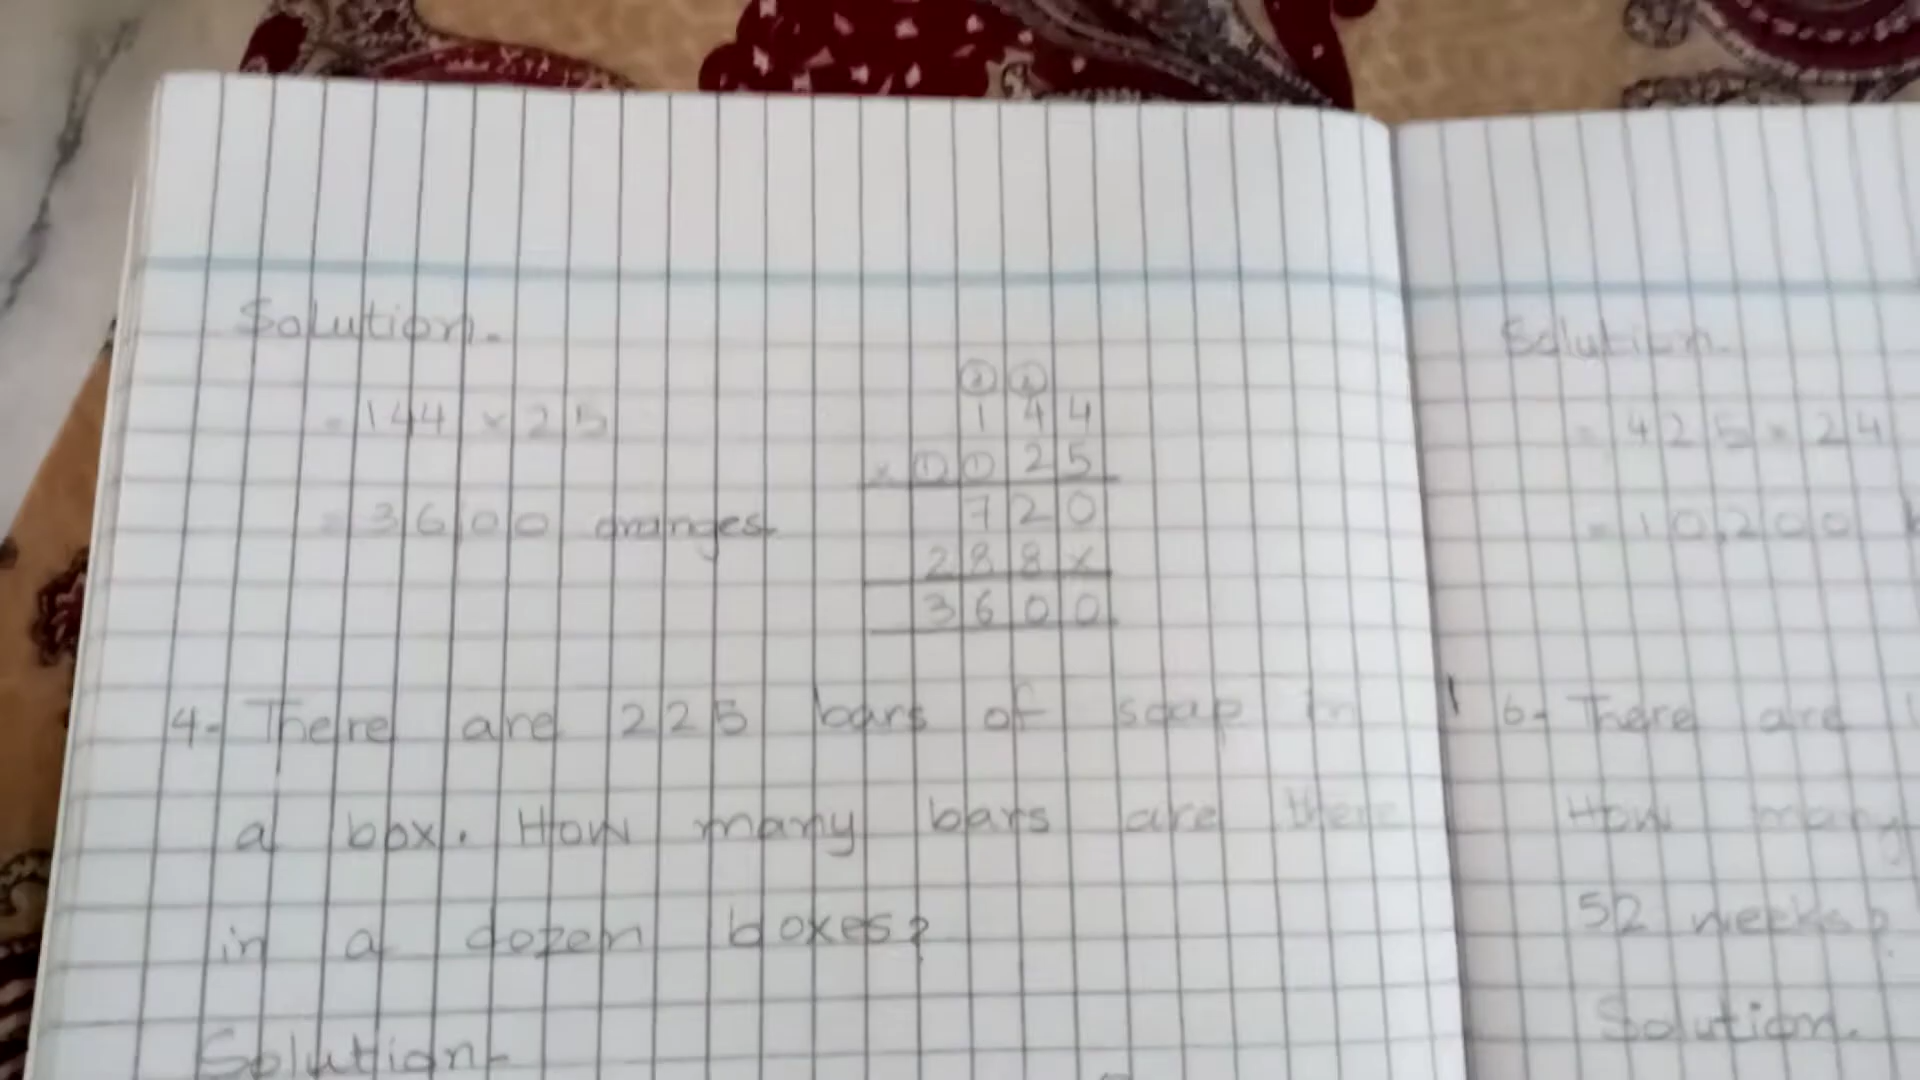 Solution.
= 144 × 25
= 3600 oranges
② ②
1 4 4
× ① ① 2 5
7 2 0
2 8 8 ×
3 6 0 0
4- There are 225 bars of soap in
a box. How many bars are there
in a dozen boxes?
Solution-
Solution.
= 425 × 24
= 10,200
6- There are
How many
52 weeks?
Solution.